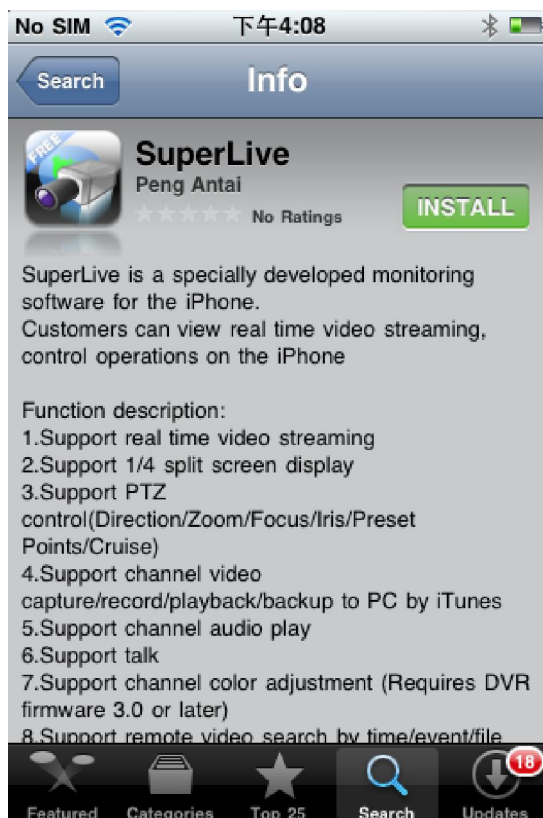 No SIM 下午4:08
Search Info
FREE
SuperLive
Peng Antai
No Ratings INSTALL
SuperLive is a specially developed monitoring
software for the iPhone.
Customers can view real time video streaming,
control operations on the iPhone
Function description:
1.Support real time video streaming
2.Support 1/4 split screen display
3.Support PTZ
control(Direction/Zoom/Focus/Iris/Preset
Points/Cruise)
4.Support channel video
capture/record/playback/backup to PC by iTunes
5.Support channel audio play
6.Support talk
7.Support channel color adjustment (Requires DVR
firmware 3.0 or later)
8.Support remote video search by time/event/file
18
Featured Categories Top 25 Search Updates